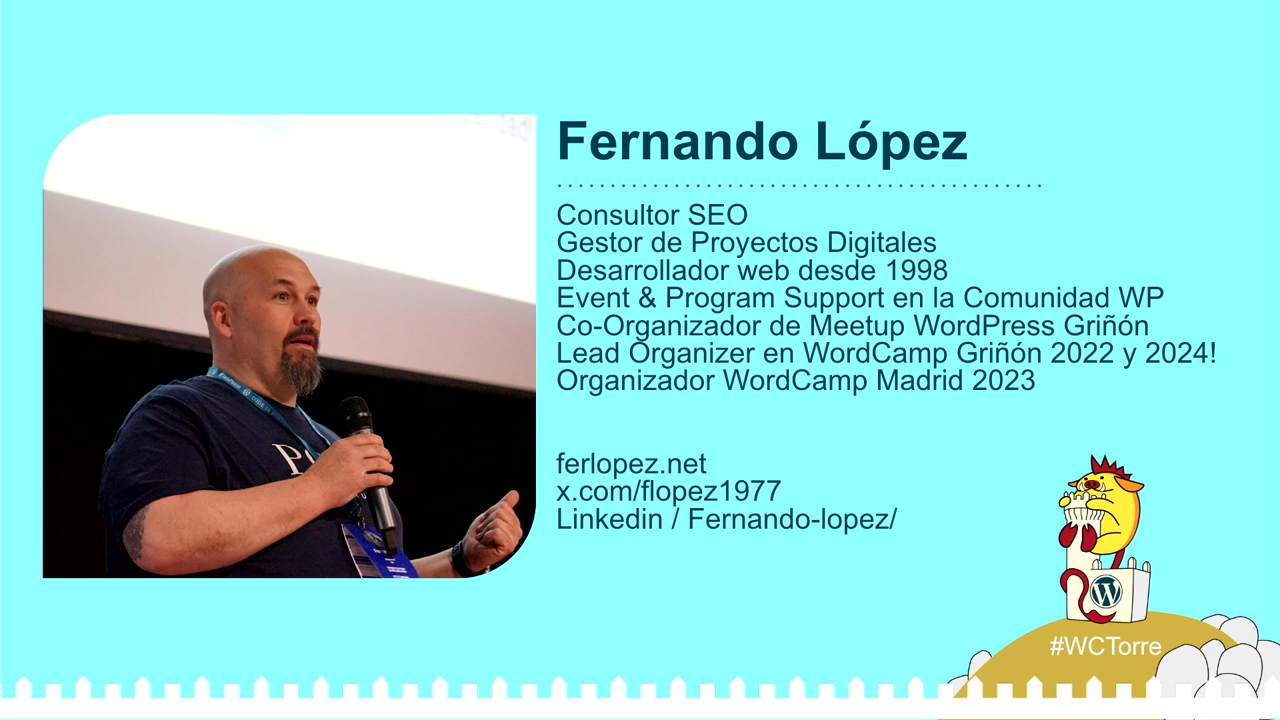 Fernando López
Consultor SEO
Gestor de Proyectos Digitales
Desarrollador web desde 1998
Event & Program Support en la Comunidad WP
Co-Organizador de Meetup WordPress Griñón
Lead Organizer en WordCamp Griñón 2022 y 2024!
Organizador WordCamp Madrid 2023
ferlopez.net
x.com/flopez1977
Linkedin / Fernando-lopez/
#WCTorre